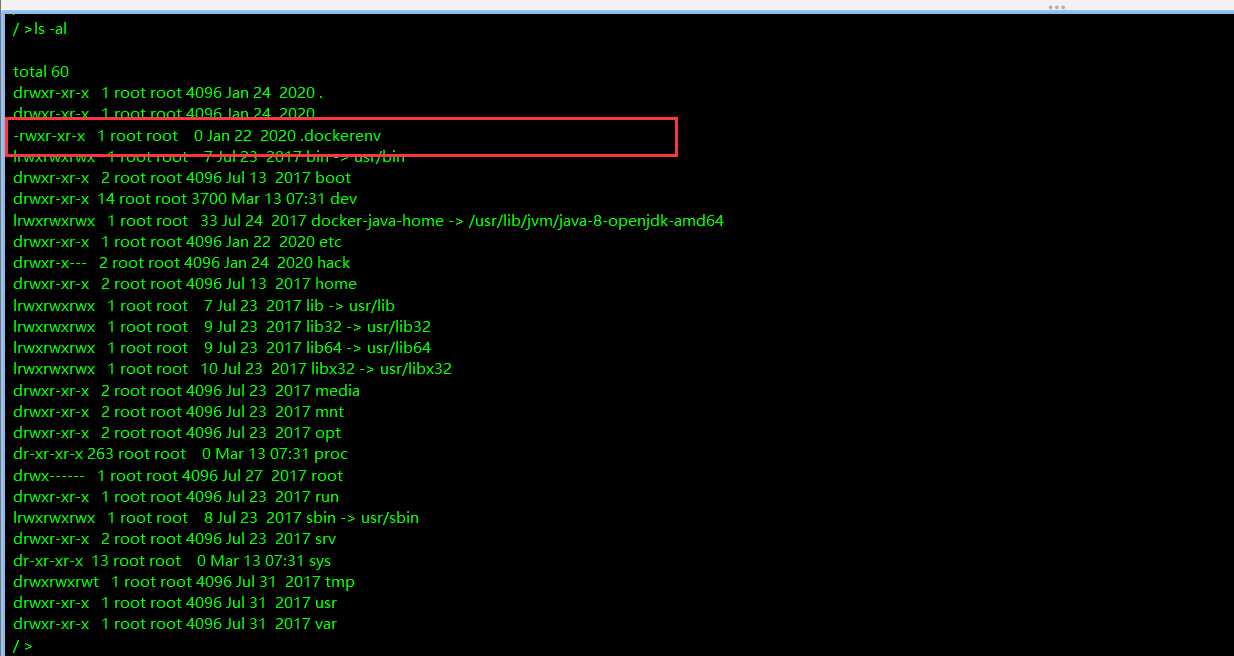 / >ls -al
total 60
drwxr-xr-x 1 root root 4096 Jan 24 2020 .
drwxr-xr-x 1 root root 4096 Jan 24 2020
-rwxr-xr-x 1 root root 0 Jan 22 2020 .dockerenv
lrwxrwxrwx 1 root root 7 Jul 23 2017 bin -> usr/bin
drwxr-xr-x 2 root root 4096 Jul 13 2017 boot
drwxr-xr-x 14 root root 3700 Mar 13 07:31 dev
lrwxrwxrwx 1 root root 33 Jul 24 2017 docker-java-home -> /usr/lib/jvm/java-8-openjdk-amd64
drwxr-xr-x 1 root root 4096 Jan 22 2020 etc
drwxr-x--- 2 root root 4096 Jan 24 2020 hack
drwxr-xr-x 2 root root 4096 Jul 13 2017 home
lrwxrwxrwx 1 root root 7 Jul 23 2017 lib -> usr/lib
lrwxrwxrwx 1 root root 9 Jul 23 2017 lib32 -> usr/lib32
lrwxrwxrwx 1 root root 9 Jul 23 2017 lib64 -> usr/lib64
lrwxrwxrwx 1 root root 10 Jul 23 2017 libx32 -> usr/libx32
drwxr-xr-x 2 root root 4096 Jul 23 2017 media
drwxr-xr-x 2 root root 4096 Jul 23 2017 mnt
drwxr-xr-x 2 root root 4096 Jul 23 2017 opt
dr-xr-xr-x 263 root root 0 Mar 13 07:31 proc
drwx------ 1 root root 4096 Jul 27 2017 root
drwxr-xr-x 1 root root 4096 Jul 23 2017 run
lrwxrwxrwx 1 root root 8 Jul 23 2017 sbin -> usr/sbin
drwxr-xr-x 2 root root 4096 Jul 23 2017 srv
dr-xr-xr-x 13 root root 0 Mar 13 07:31 sys
drwxrwxrwt 1 root root 4096 Jul 31 2017 tmp
drwxr-xr-x 1 root root 4096 Jul 31 2017 usr
drwxr-xr-x 1 root root 4096 Jul 31 2017 var
/ >